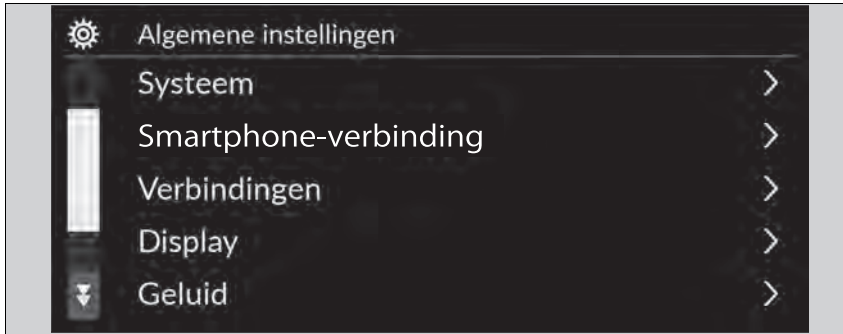 Algemene instellingen
Systeem
Smartphone-verbinding
Verbindingen
Display
Geluid